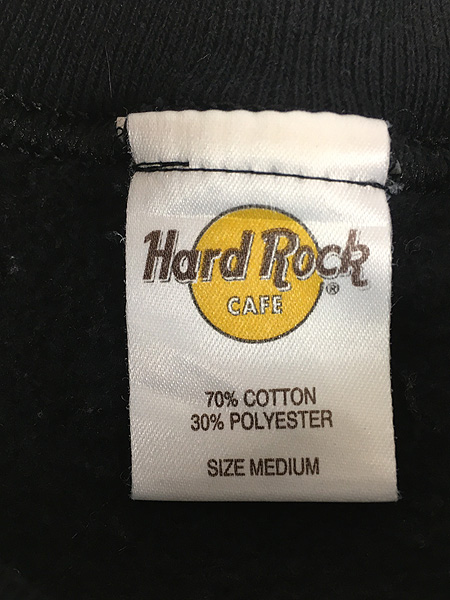 Hard Rock
CAFE
®
70% COTTON
30% POLYESTER
SIZE MEDIUM